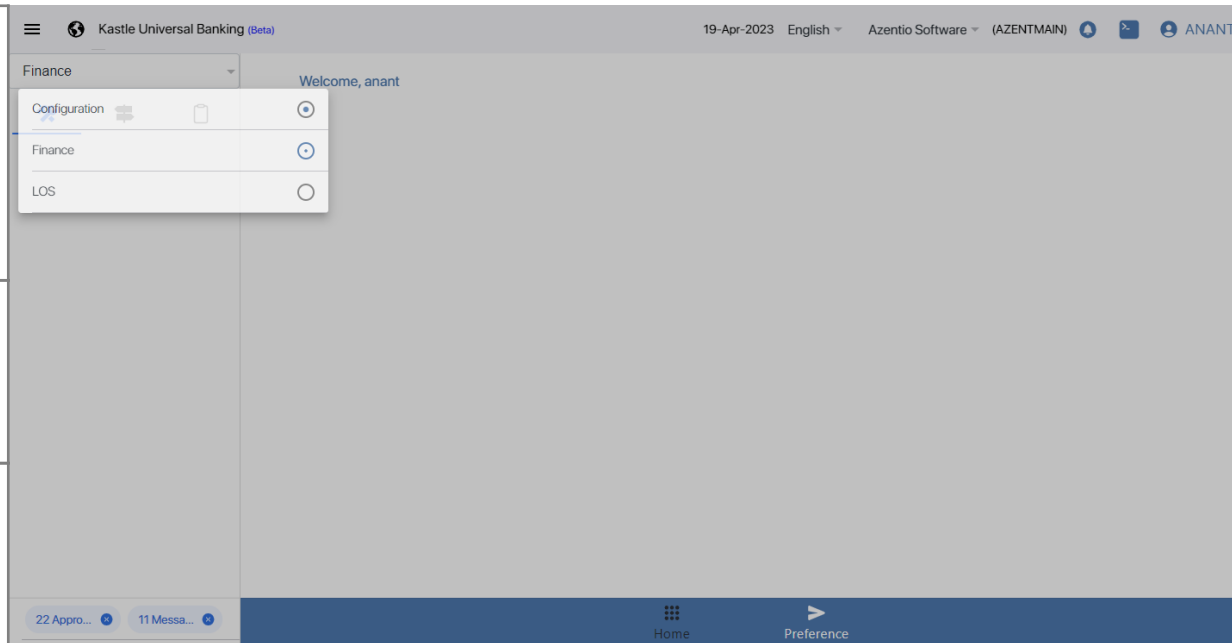 Kastle Universal Banking (Beta) 19-Apr-2023 English Azentio Software (AZENTMAIN) ANANT
Finance
Welcome, anant
Configuration
Finance
LOS
22 Appro... 11 Messa...
Home Preference